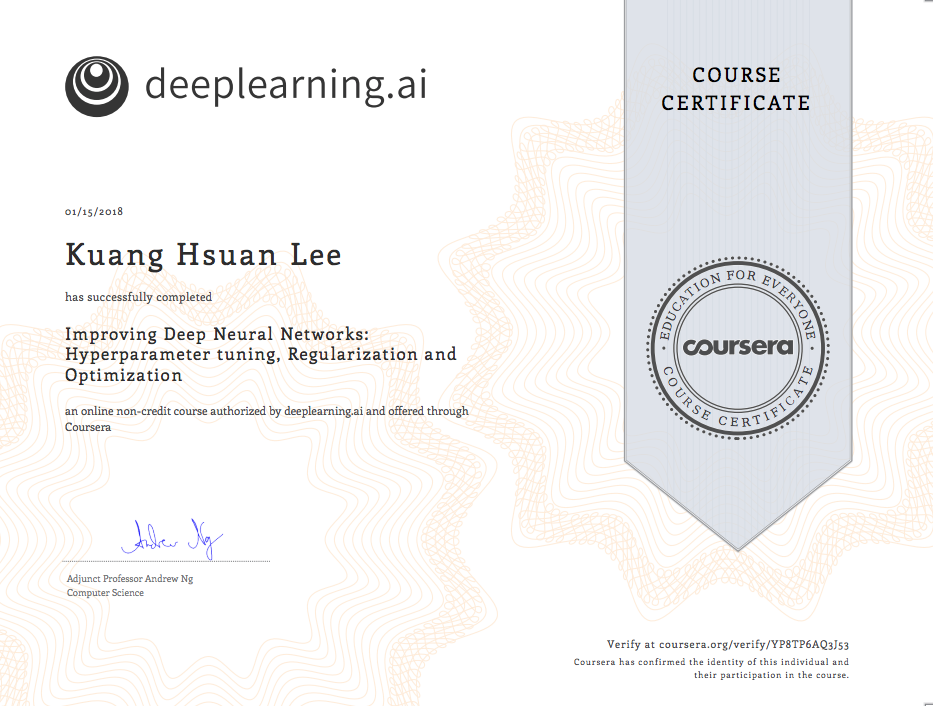 deeplearning.ai
COURSE
CERTIFICATE
01/15/2018
Kuang Hsuan Lee
has successfully completed
Improving Deep Neural Networks:
Hyperparameter tuning, Regularization and
Optimization
an online non-credit course authorized by deeplearning.ai and offered through
Coursera
EDUCATION FOR EVERYONE
coursera
COURSE CERTIFICATE
Andrew Ng
Adjunct Professor Andrew Ng
Computer Science
Verify at coursera.org/verify/YP8TP6AQ3J53
Coursera has confirmed the identity of this individual and
their participation in the course.